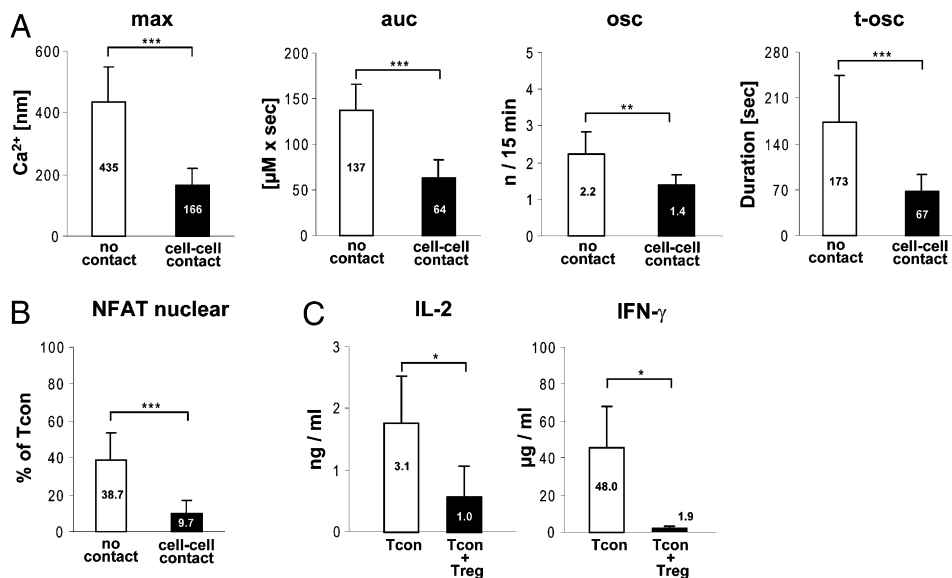 A
max
auc
osc
t-osc
Ca2+ [nm]
600
400
200
0
***
435
166
no contact
cell-cell contact
[µM x sec]
200
150
100
50
0
***
137
64
no contact
cell-cell contact
n / 15 min
5
4
3
2
1
0
**
2.2
1.4
no contact
cell-cell contact
Duration [sec]
280
210
140
70
0
***
173
67
no contact
cell-cell contact
B
NFAT nuclear
% of Tcon
100
80
60
40
20
0
***
38.7
9.7
no contact
cell-cell contact
C
IL-2
ng / ml
3
2
1
0
*
3.1
1.0
Tcon
Tcon + Treg
IFN-γ
µg / ml
100
80
60
40
20
0
*
48.0
1.9
Tcon
Tcon + Treg